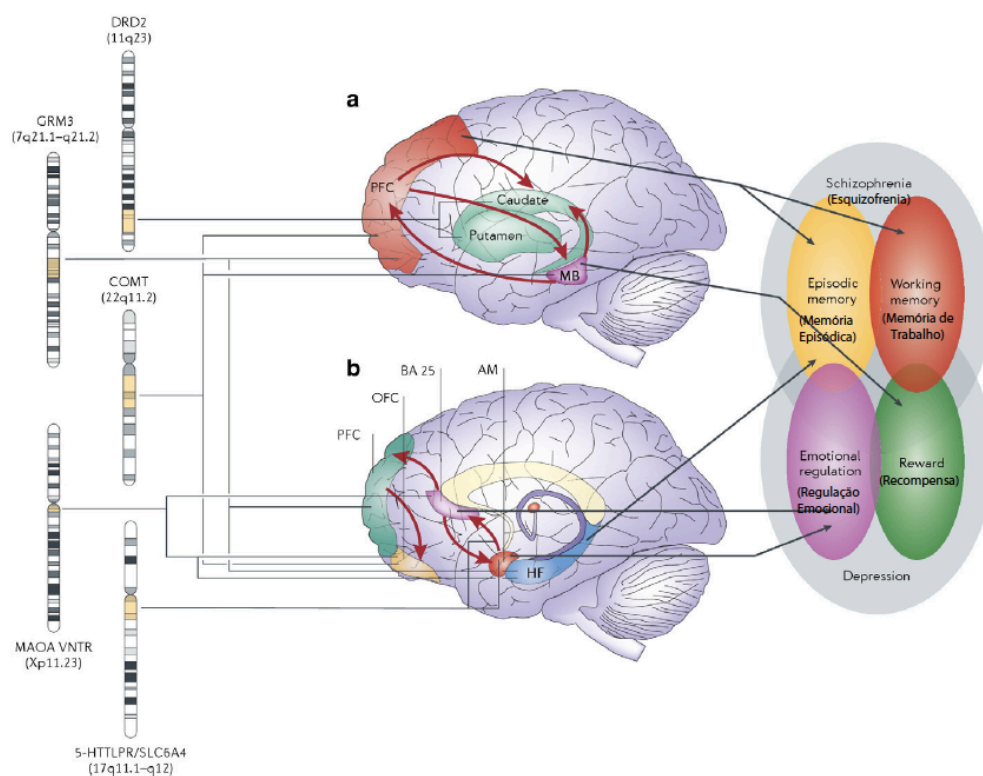 DRD2
(11q23)
GRM3
(7q21.1–q21.2)
COMT
(22q11.2)
MAOA VNTR
(Xp11.23)
5-HTTLPR/SLC6A4
(17q11.1–q12)
a
PFC
Caudate
Putamen
MB
b
BA 25
AM
OFC
PFC
HF
Schizophrenia
(Esquizofrenia)
Episodic
memory
(Memória
Episódica)
Working
memory
(Memória de
Trabalho)
Emotional
regulation
(Regulação
Emocional)
Reward
(Recompensa)
Depression